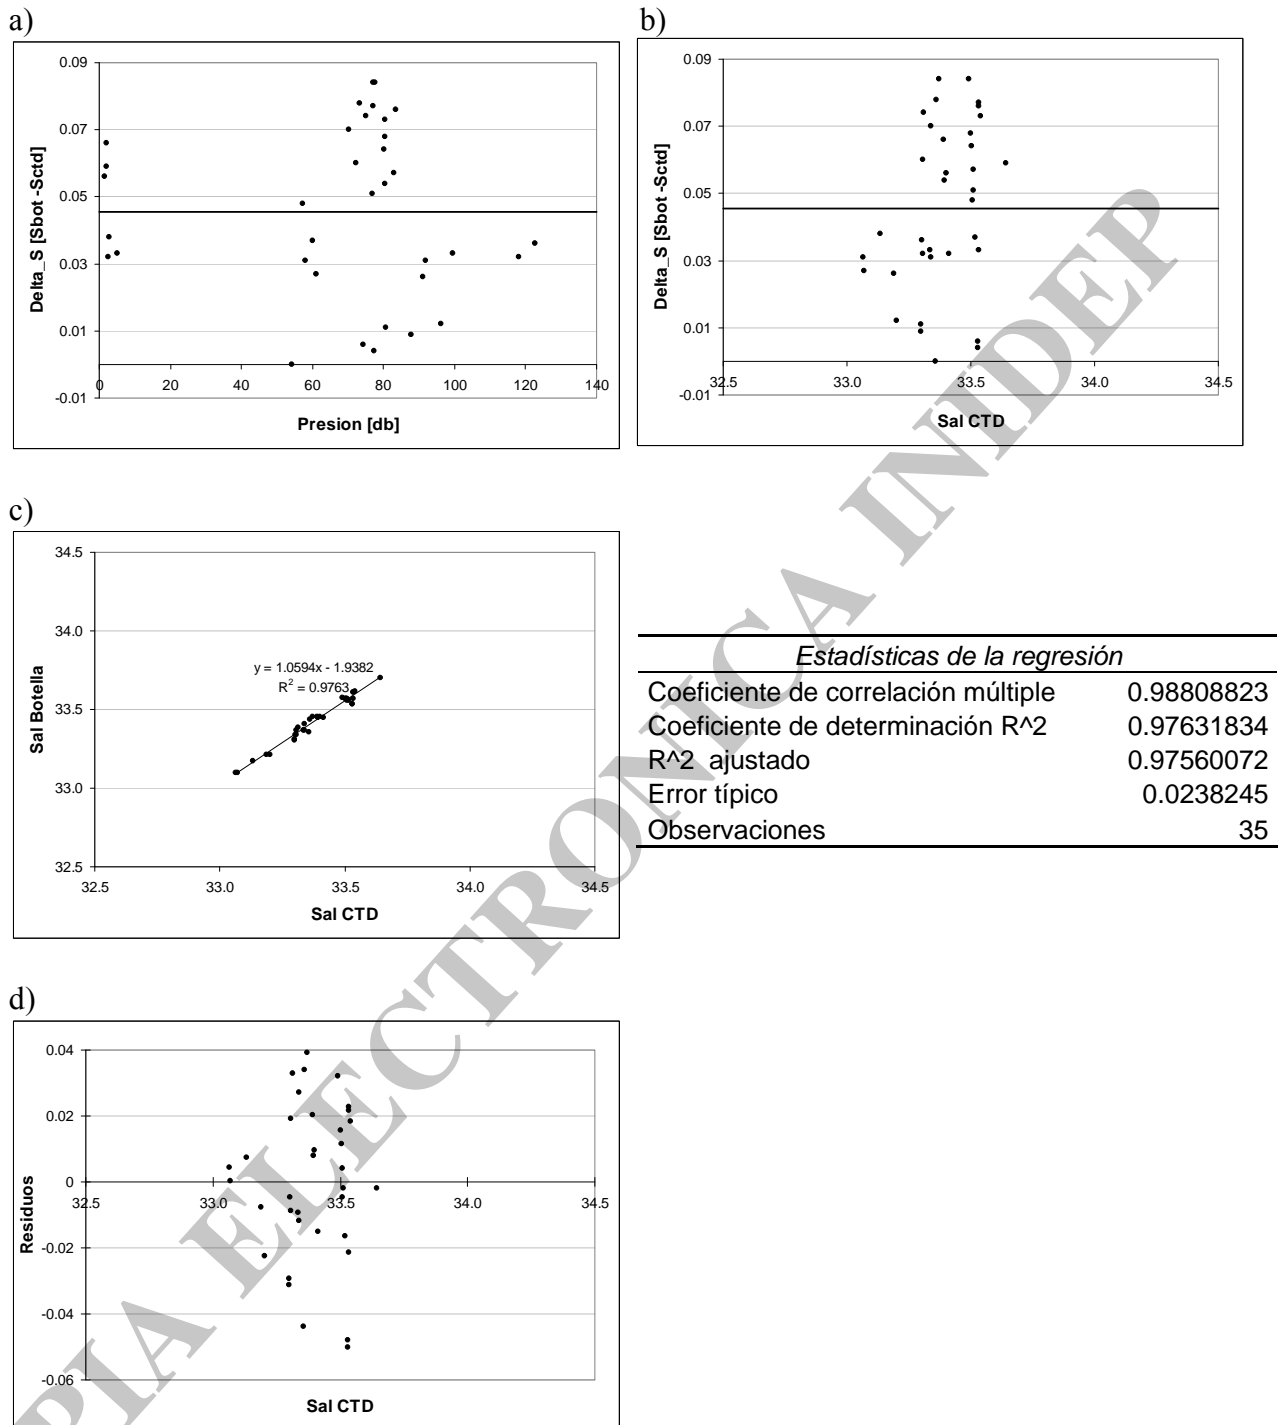 a)
0.09
0.07
0.05
0.03
0.01
-0.01
0 20 40 60 80 100 120 140
Delta_S [Sbot -Sctd]
Presion [db]
b)
0.09
0.07
0.05
0.03
0.01
-0.01
32.5 33.0 33.5 34.0 34.5
Delta_S [Sbot -Sctd]
Sal CTD
c)
34.5
34.0
33.5
33.0
32.5
32.5 33.0 33.5 34.0 34.5
y = 1.0594x - 1.9382
R² = 0.9763
Sal Botella
Sal CTD
Estadísticas de la regresión
Coeficiente de correlación múltiple 0.98808823
Coeficiente de determinación R^2 0.97631834
R^2 ajustado 0.97560072
Error típico 0.0238245
Observaciones 35
d)
0.04
0.02
0
-0.02
-0.04
-0.06
32.5 33.0 33.5 34.0 34.5
Residuos
Sal CTD
PIA ELECTRONICA INIDEP